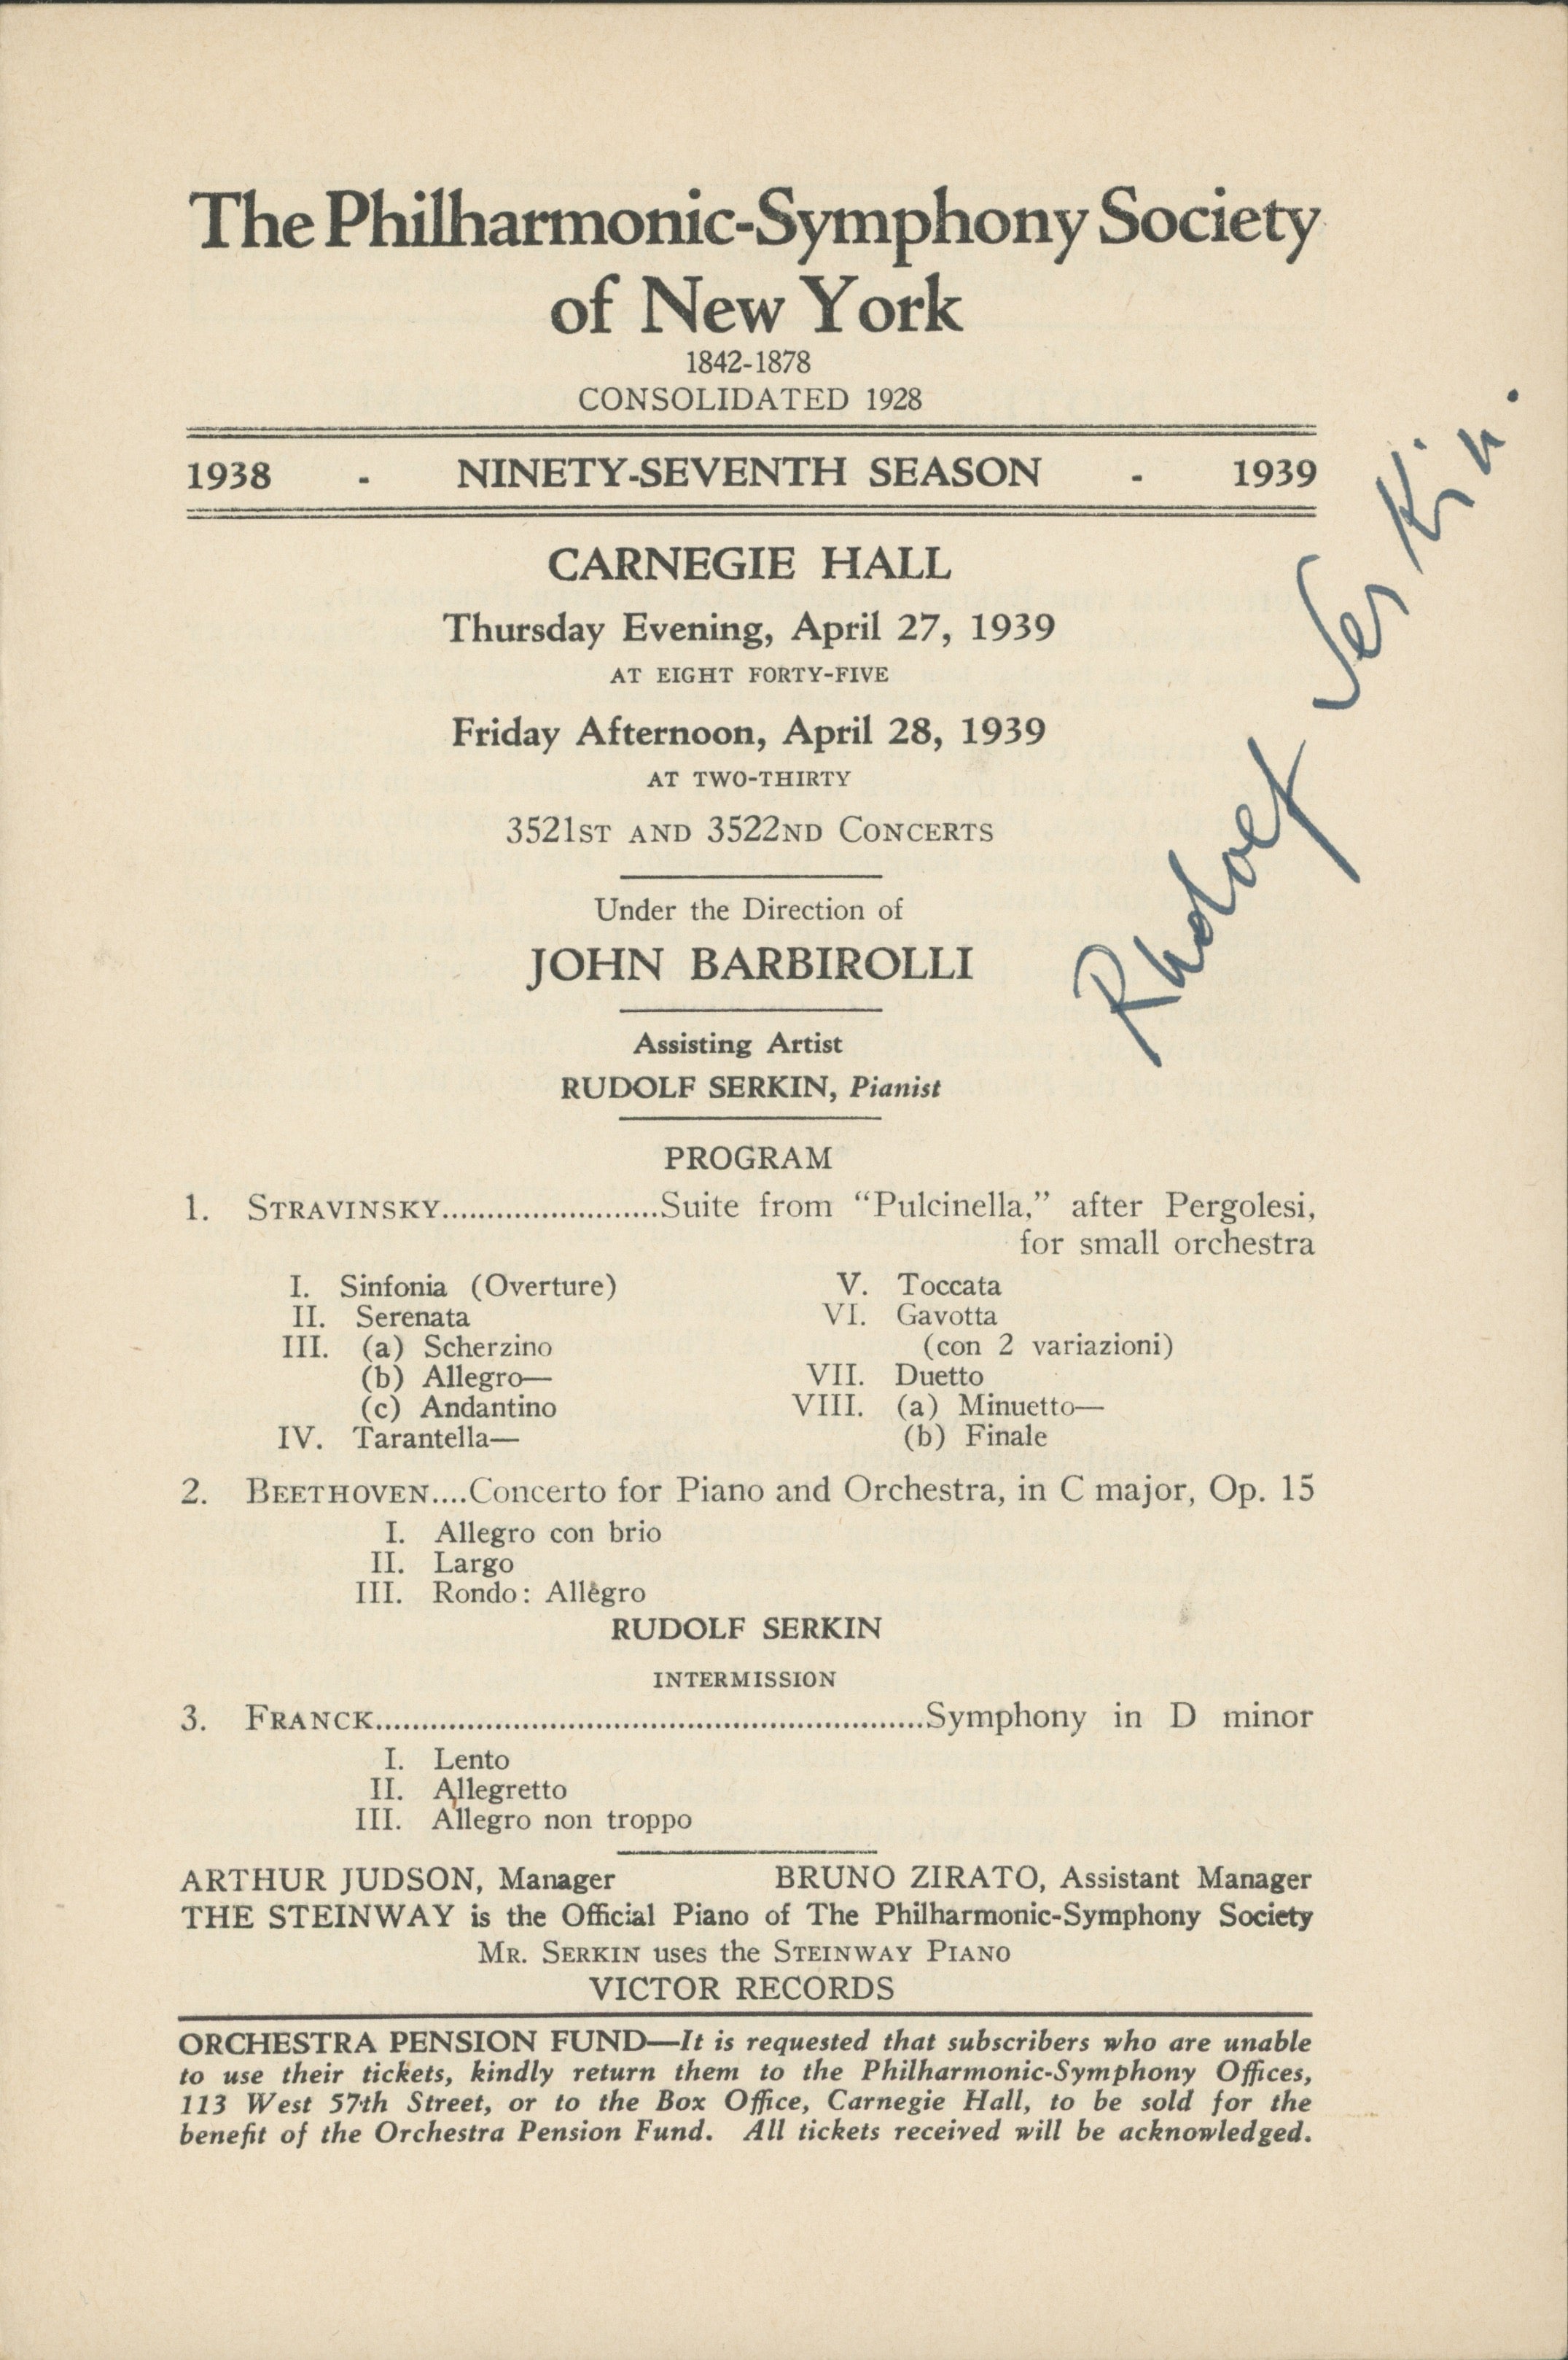 The Philharmonic-Symphony Society
of New York
1842-1878
CONSOLIDATED 1928
1938 - NINETY-SEVENTH SEASON - 1939
CARNEGIE HALL
Thursday Evening, April 27, 1939
AT EIGHT FORTY-FIVE
Friday Afternoon, April 28, 1939
AT TWO-THIRTY
3521ST AND 3522ND CONCERTS
Under the Direction of
JOHN BARBIROLLI
Assisting Artist
RUDOLF SERKIN, Pianist
Rudolf Serkin.
PROGRAM
1. STRAVINSKY........................Suite from “Pulcinella,” after Pergolesi,
for small orchestra
I. Sinfonia (Overture)
II. Serenata
III. (a) Scherzino
(b) Allegro—
(c) Andantino
IV. Tarantella—
V. Toccata
VI. Gavotta
(con 2 variazioni)
VII. Duetto
VIII. (a) Minuetto—
(b) Finale
2. BEETHOVEN....Concerto for Piano and Orchestra, in C major, Op. 15
I. Allegro con brio
II. Largo
III. Rondo: Allegro
RUDOLF SERKIN
INTERMISSION
3. FRANCK............................................................Symphony in D minor
I. Lento
II. Allegretto
III. Allegro non troppo
ARTHUR JUDSON, Manager BRUNO ZIRATO, Assistant Manager
THE STEINWAY is the Official Piano of The Philharmonic-Symphony Society
MR. SERKIN uses the STEINWAY PIANO
VICTOR RECORDS
ORCHESTRA PENSION FUND—It is requested that subscribers who are unable
to use their tickets, kindly return them to the Philharmonic-Symphony Offices,
113 West 57th Street, or to the Box Office, Carnegie Hall, to be sold for the
benefit of the Orchestra Pension Fund. All tickets received will be acknowledged.